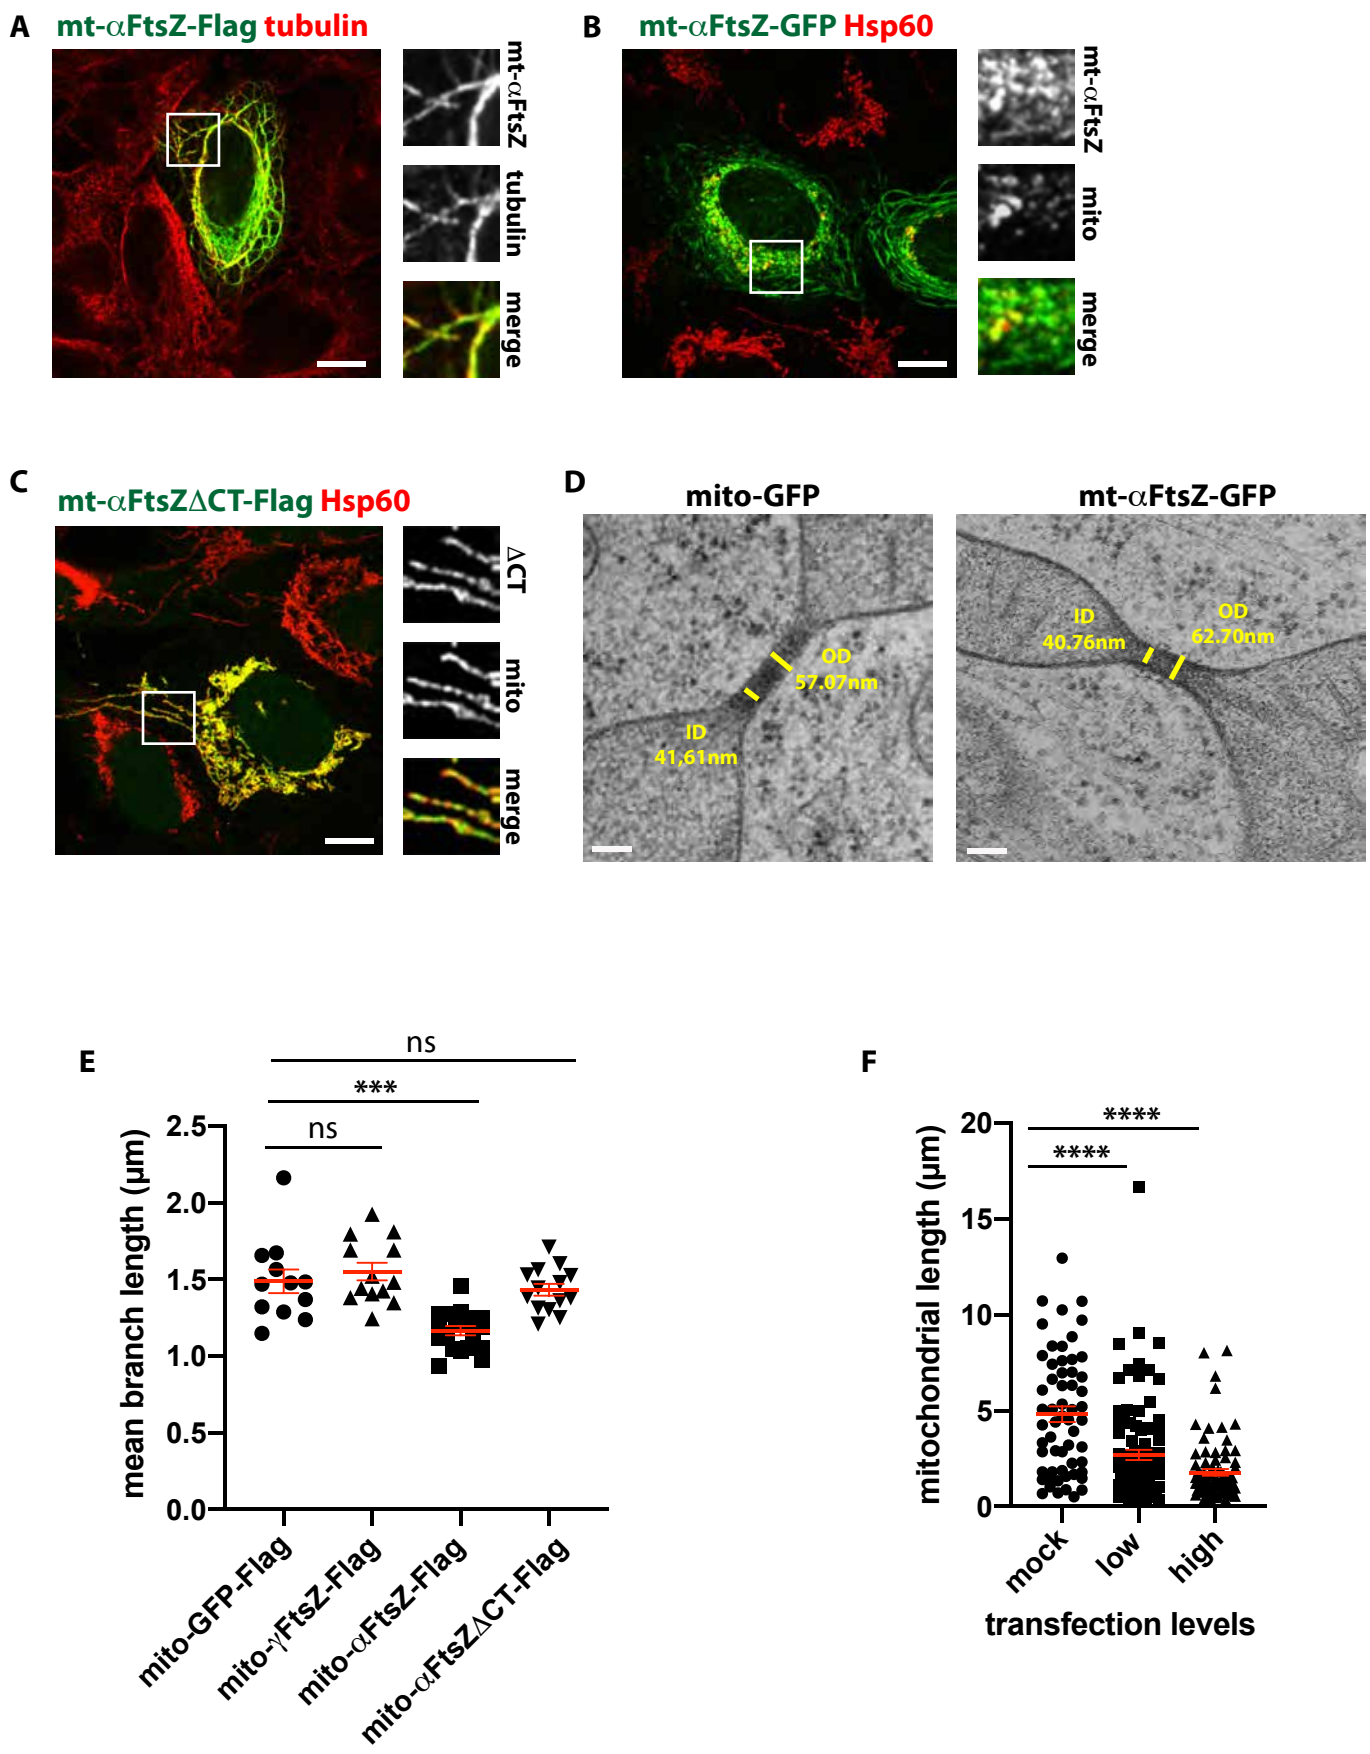 A
mt-αFtsZ-Flag tubulin
mt-αFtsZ
tubulin
merge
B
mt-αFtsZ-GFP Hsp60
mt-αFtsZ
mito
merge
C
mt-αFtsZΔCT-Flag Hsp60
ΔCT
mito
merge
D
mito-GFP
OD
57.07nm
ID
41,61nm
mt-αFtsZ-GFP
ID
40.76nm
OD
62.70nm
E
ns
***
ns
mean branch length (µm)
2.5
2.0
1.5
1.0
0.5
0.0
mito-GFP-Flag
mito-γFtsZ-Flag
mito-αFtsZ-Flag
mito-αFtsZΔCT-Flag
F
****
****
mitochondrial length (µm)
20
15
10
5
0
mock
low
high
transfection levels